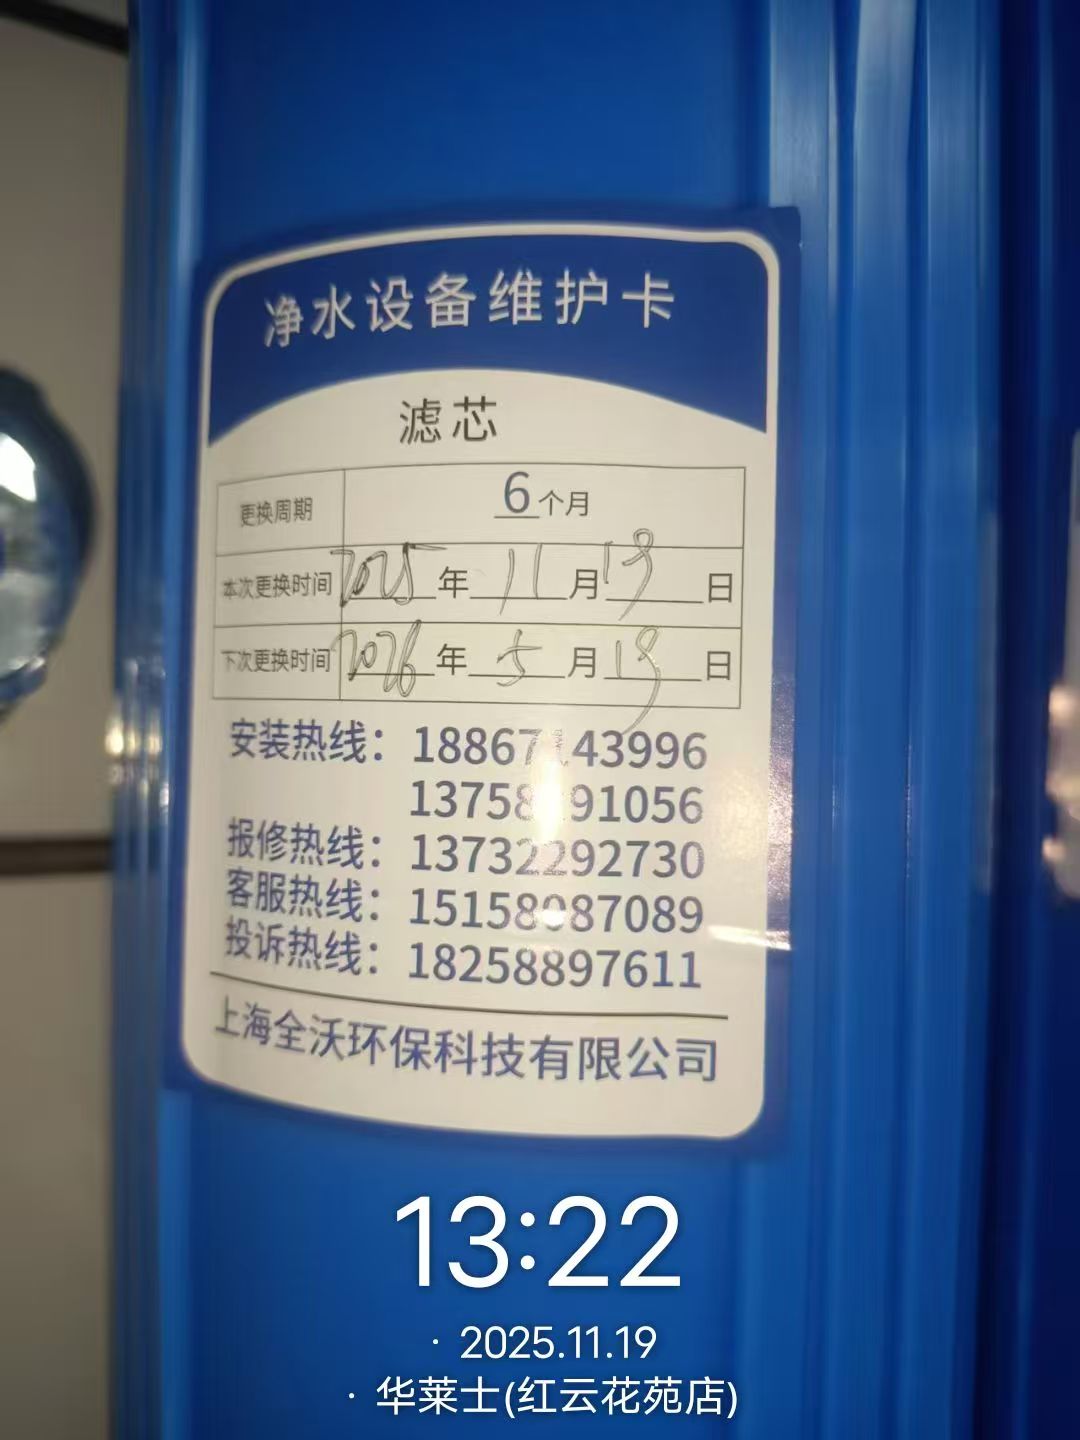 净水设备维护卡
滤芯
更换周期 6个月
本次更换时间 2025年11月19日
下次更换时间 2026年5月19日
安装热线：18867143996
报修热线：13732292730
客服热线：
投诉热线：18258897611
上海全沃环保科技有限公司
13:22
· 2025.11.19
· 华莱士(红云花苑店)